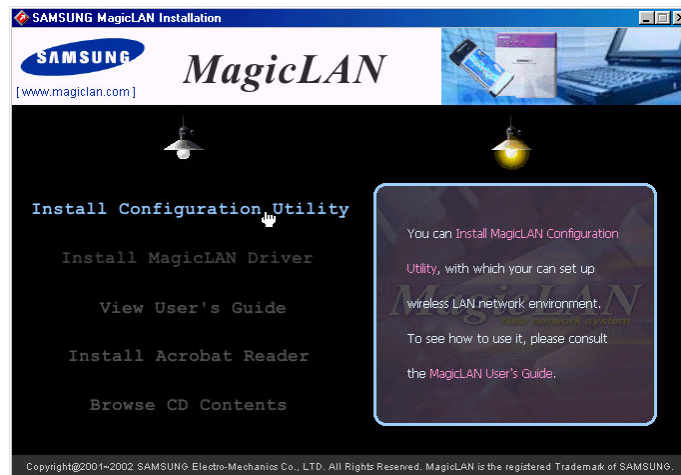 SAMSUNG MagicLAN Installation
SAMSUNG
MagicLAN
[www.magiclan.com]
Install Configuration Utility
Install MagicLAN Driver
View User's Guide
Install Acrobat Reader
Browse CD Contents
You can Install MagicLAN Configuration
Utility, with which your can set up
wireless LAN network environment.
To see how to use it, please consult
the MagicLAN User's Guide.
MagicLAN
New network system
Copyright@2001~2002 SAMSUNG Electro-Mechanics Co., LTD. All Rights Reserved. MagicLAN is the registered Trademark of SAMSUNG.